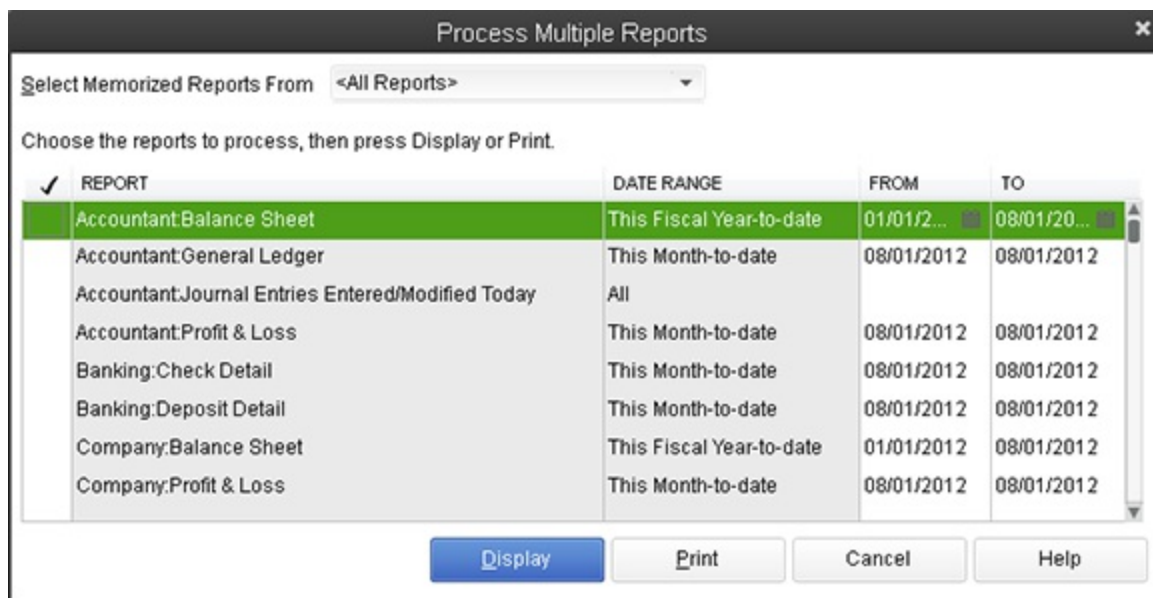 Process Multiple Reports
Select Memorized Reports From <All Reports>
Choose the reports to process, then press Display or Print.
REPORT DATE RANGE FROM TO
Accountant:Balance Sheet This Fiscal Year-to-date 01/01/2... 08/01/20...
Accountant:General Ledger This Month-to-date 08/01/2012 08/01/2012
Accountant:Journal Entries Entered/Modified Today All
Accountant:Profit & Loss This Month-to-date 08/01/2012 08/01/2012
Banking:Check Detail This Month-to-date 08/01/2012 08/01/2012
Banking:Deposit Detail This Month-to-date 08/01/2012 08/01/2012
Company:Balance Sheet This Fiscal Year-to-date 01/01/2012 08/01/2012
Company:Profit & Loss This Month-to-date 08/01/2012 08/01/2012
Display Print Cancel Help